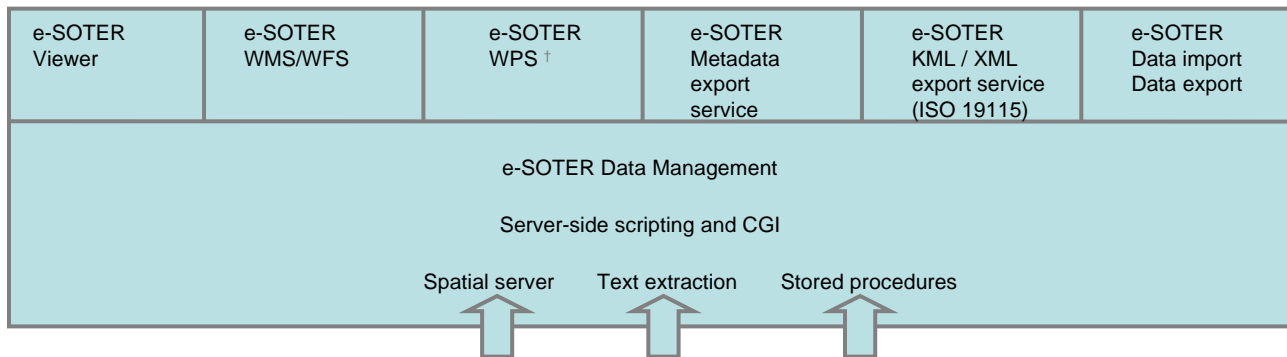 e-SOTER
Viewer
e-SOTER
WMS/WFS
e-SOTER
WPS †
e-SOTER
Metadata
export
service
e-SOTER
KML / XML
export service
(ISO 19115)
e-SOTER
Data import
Data export
e-SOTER Data Management
Server-side scripting and CGI
Spatial server Text extraction Stored procedures